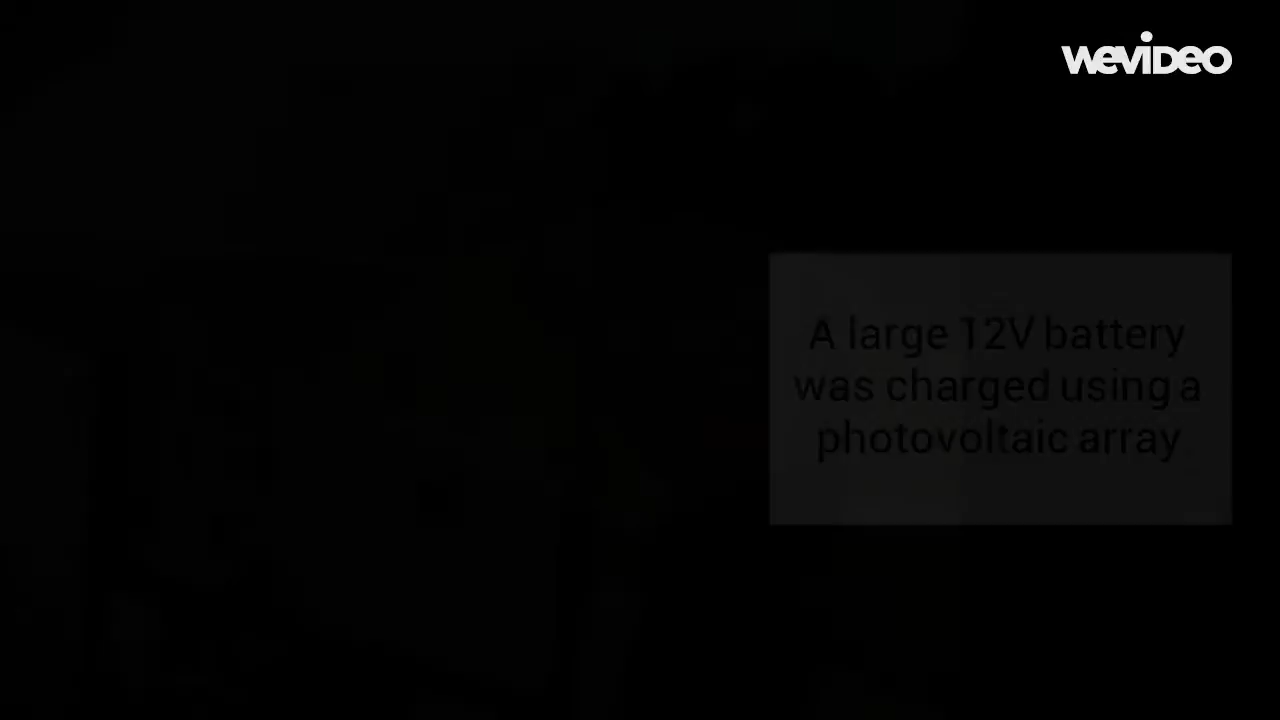 WEVIDEO
A large 12V battery
was charged using a
photovoltaic array